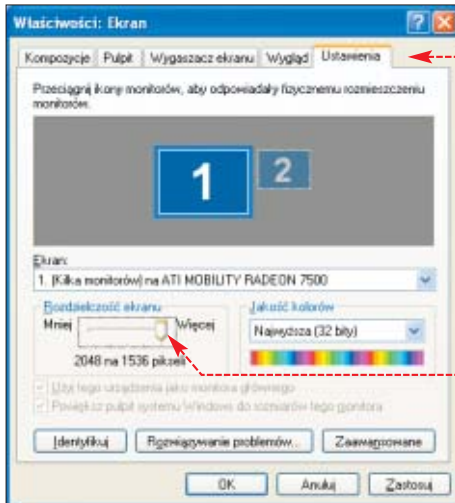 Właściwości: Ekran
Kompozycje Pulpit Wygaszacz ekranu Wygląd Ustawienia
Przeciągnij ikony monitorów, aby odpowiadały fizycznemu rozmieszczeniu
monitorów.
1 2
Ekran:
1. (Kilka monitorów) na ATI MOBILITY RADEON 7500
Rozdzielczość ekranu Jakość kolorów
Mniej Więcej Najwyższa (32 bity)
2048 na 1536 pikseli
Użyj tego urządzenia jako monitora głównego
Powiększ pulpit systemu Windows do rozmiarów tego monitora
Identyfikuj Rozwiązywanie problemów... Zaawansowane
OK Anuluj Zastosuj